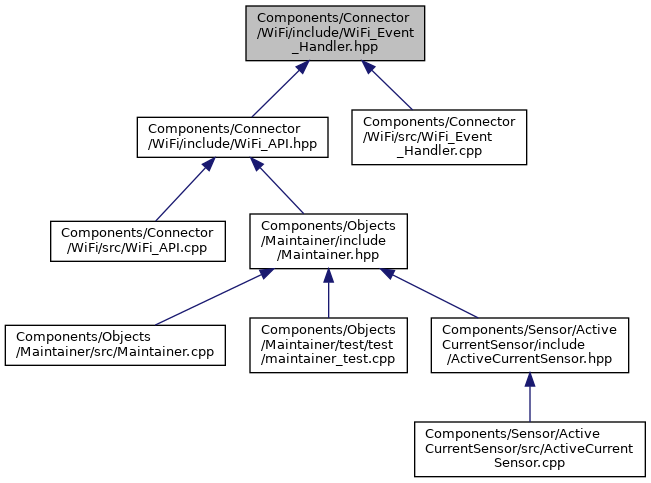 Components/Connector
/WiFi/include/WiFi_Event
_Handler.hpp
Components/Connector
/WiFi/include/WiFi_API.hpp
Components/Connector
/WiFi/src/WiFi_Event
_Handler.cpp
Components/Connector
/WiFi/src/WiFi_API.cpp
Components/Objects
/Maintainer/include
/Maintainer.hpp
Components/Objects
/Maintainer/src/Maintainer.cpp
Components/Objects
/Maintainer/test/test
/maintainer_test.cpp
Components/Sensor/Active
CurrentSensor/include
/ActiveCurrentSensor.hpp
Components/Sensor/Active
CurrentSensor/src/ActiveCurrent
Sensor.cpp